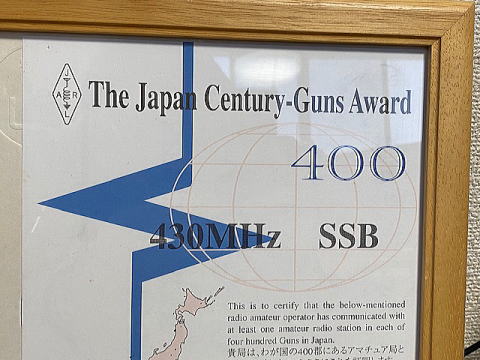 J
A R
L
The Japan Century-Guns Award
400
430MHz SSB
This is to certify that the below-mentioned
radio amateur operator has communicated with
at least one amateur radio station in each of
four hundred Guns in Japan.
貴局は、わが国の400郡にあるアマチュア局と